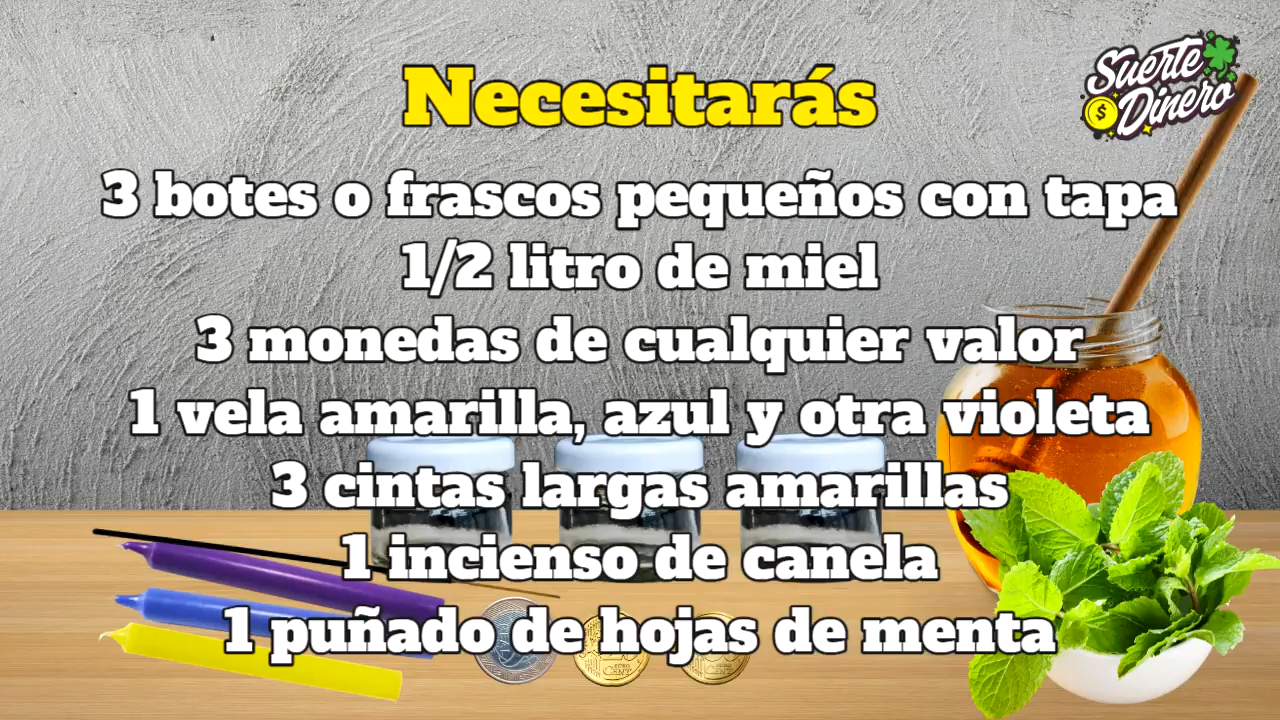 Suerte
$ Dinero
Necesitarás
3 botes o frascos pequeños con tapa
1/2 litro de miel
3 monedas de cualquier valor
1 vela amarilla, azul y otra violeta
3 cintas largas amarillas
1 incienso de canela
1 puñado de hojas de menta